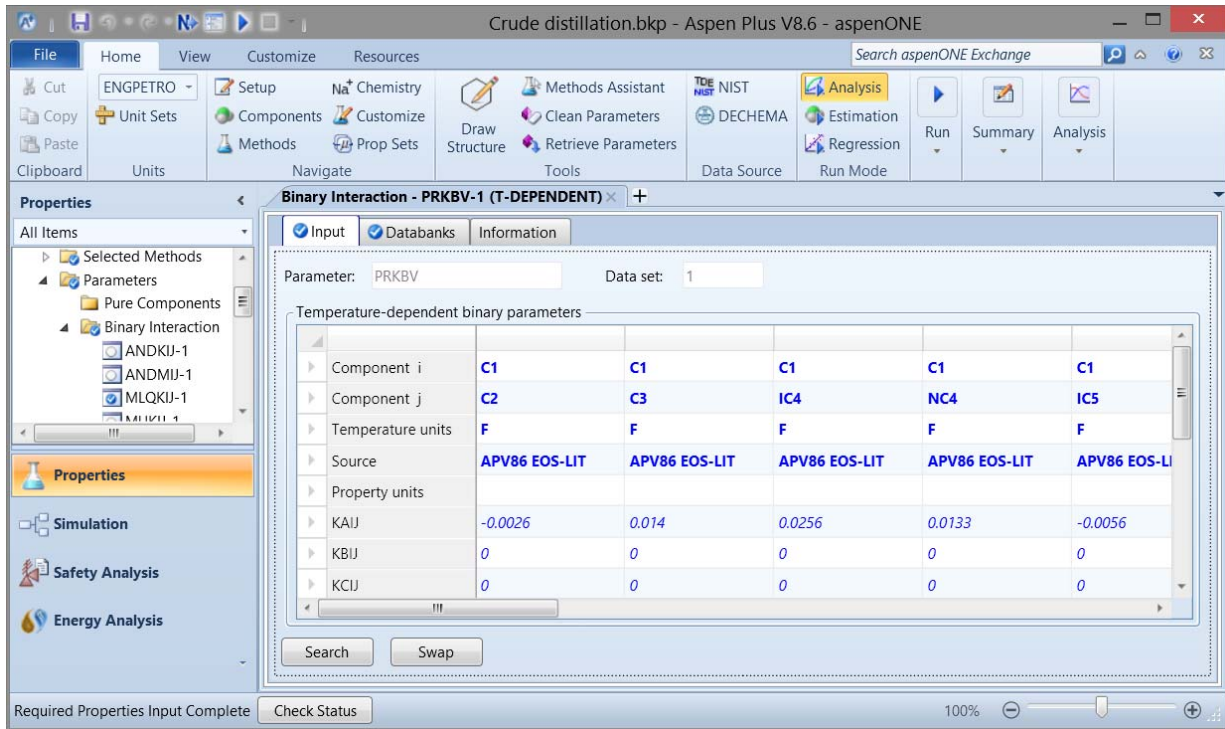 Crude distillation.bkp - Aspen Plus V8.6 - aspenONE
File Home View Customize Resources Search aspenONE Exchange
Cut ENGPETRO Setup Na+ Chemistry Methods Assistant NIST Analysis
Copy Unit Sets Components Customize Draw Structure Clean Parameters DECHEMA Estimation Run Summary Analysis
Paste Methods Prop Sets Retrieve Parameters Regression
Clipboard Units Navigate Tools Data Source Run Mode
Properties Binary Interaction - PRKBV-1 (T-DEPENDENT)
All Items Input Databanks Information
Selected Methods
Parameters Parameter: PRKBV Data set: 1
Pure Components
Binary Interaction Temperature-dependent binary parameters
ANDKIJ-1
ANDMIJ-1
MLQKIJ-1
Component i C1 C1 C1 C1 C1
Component j C2 C3 IC4 NC4 IC5
Temperature units F F F F F
Source APV86 EOS-LIT APV86 EOS-LIT APV86 EOS-LIT APV86 EOS-LIT APV86 EOS-LI
Property units
KAIJ -0.0026 0.014 0.0256 0.0133 -0.0056
KBIJ 0 0 0 0 0
KCIJ 0 0 0 0 0
Properties
Simulation
Safety Analysis
Energy Analysis
Search Swap
Required Properties Input Complete Check Status 100%